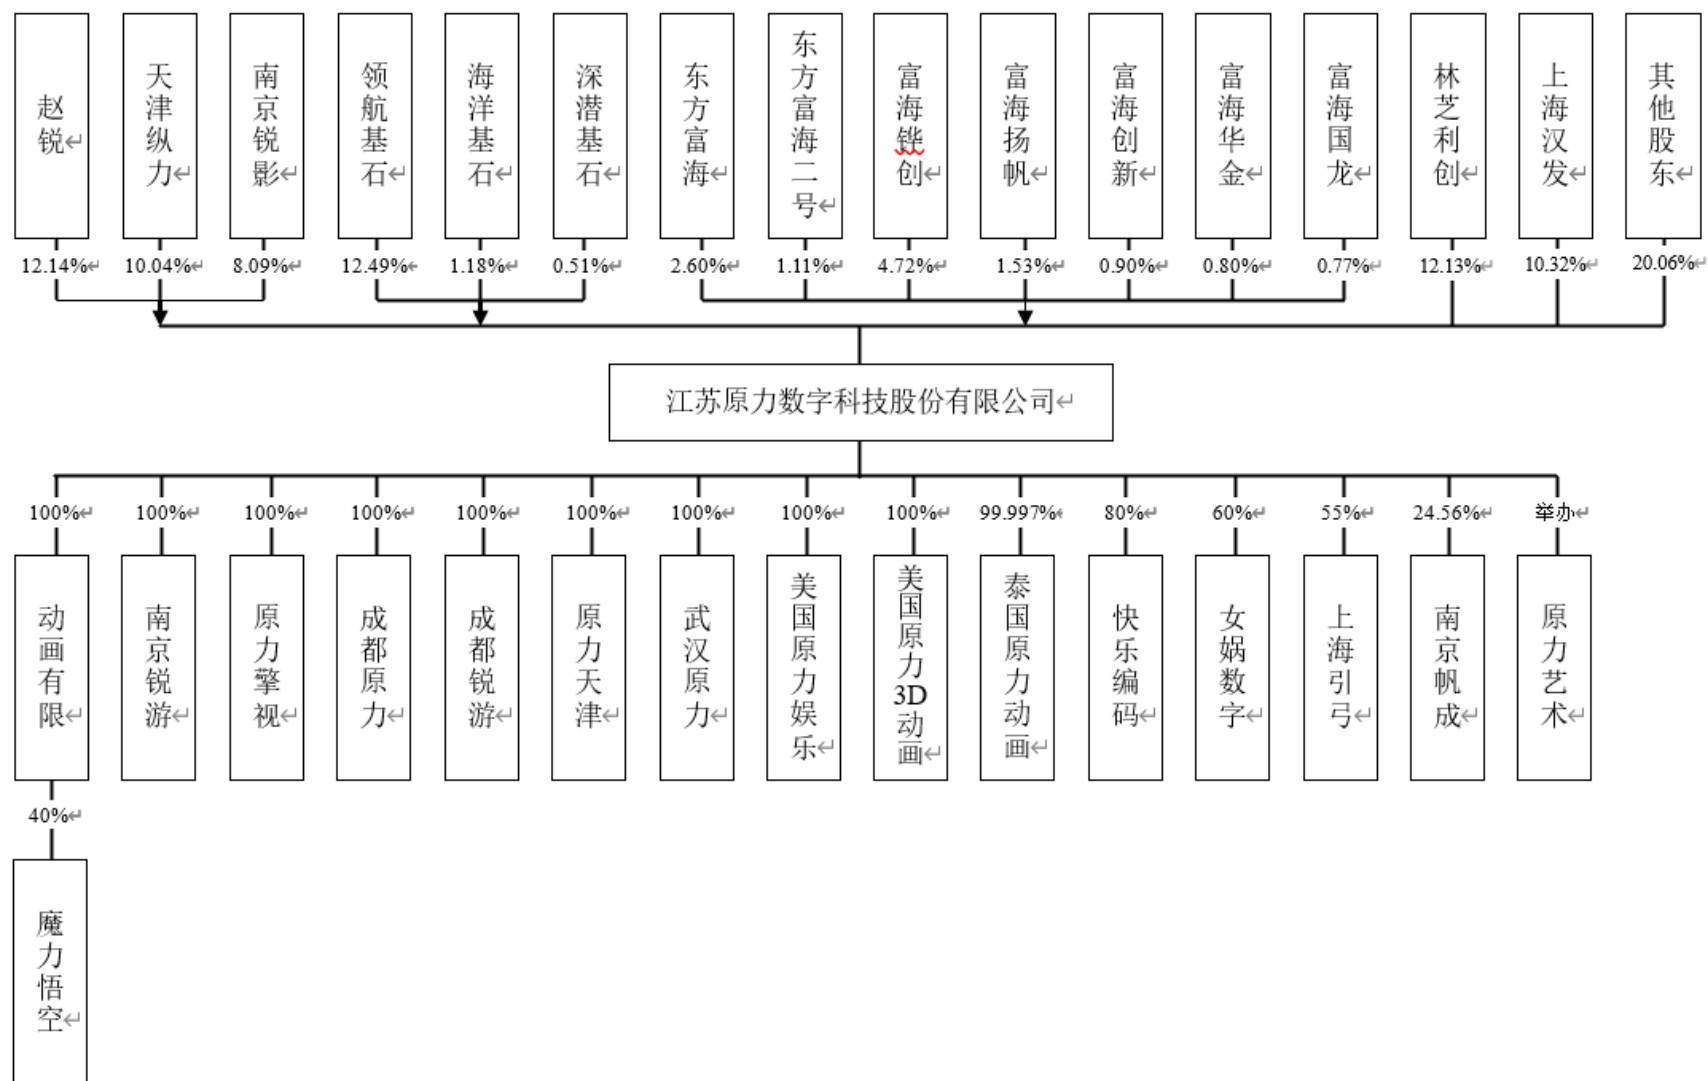 赵锐
天津纵力
南京锐影
领航基石
海洋基石
深潜基石
东方富海
东方富海二号
富海铧创
富海扬帆
富海创新
富海华金
富海国龙
林芝利创
上海汉发
其他股东
12.14%
10.04%
8.09%
12.49%
1.18%
0.51%
2.60%
1.11%
4.72%
1.53%
0.90%
0.80%
0.77%
12.13%
10.32%
20.06%
江苏原力数字科技股份有限公司
100%
100%
100%
100%
100%
100%
100%
100%
100%
99.997%
80%
60%
55%
24.56%
举办
动画有限
南京锐游
原力擎视
成都原力
成都锐游
原力天津
武汉原力
美国原力娱乐
美国原力3D动画
泰国原力动画
快乐编码
女娲数字
上海引弓
南京帆成
原力艺术
40%
魔力悟空